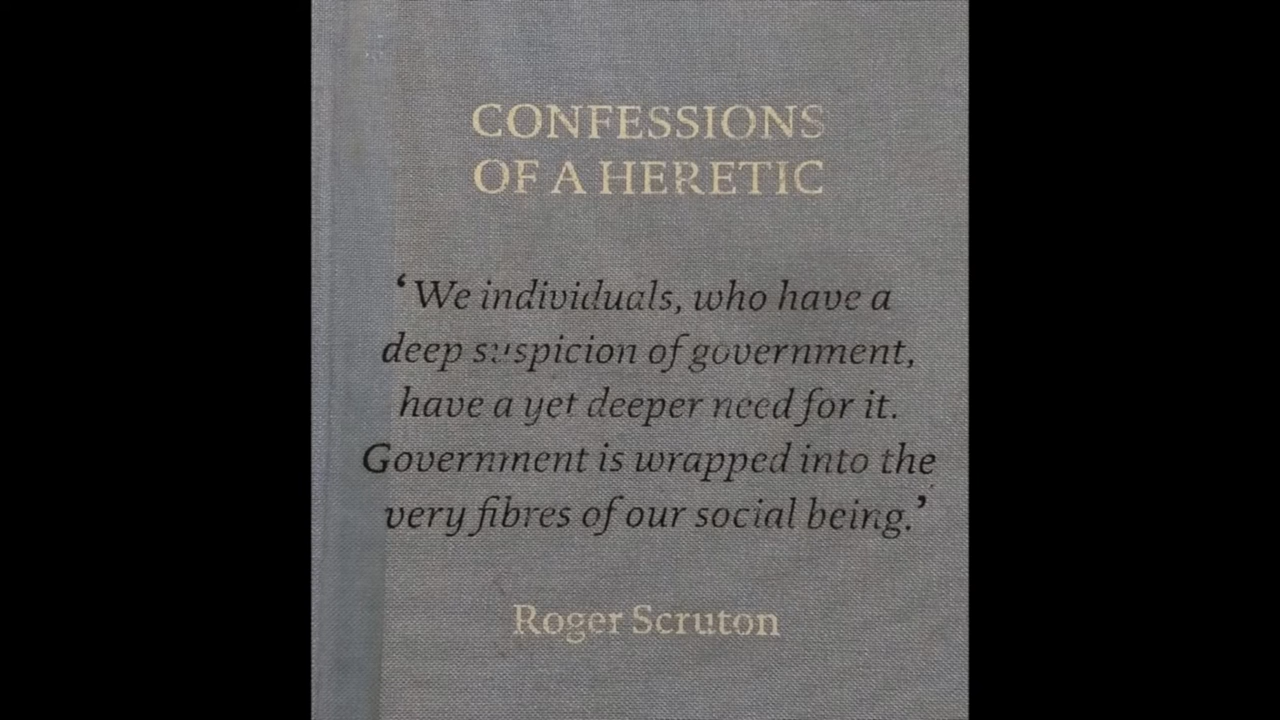 CONFESSIONS
OF A HERETIC
‘We individuals, who have a
deep suspicion of government,
have a yet deeper need for it.
Government is wrapped into the
very fibres of our social being.’
Roger Scruton